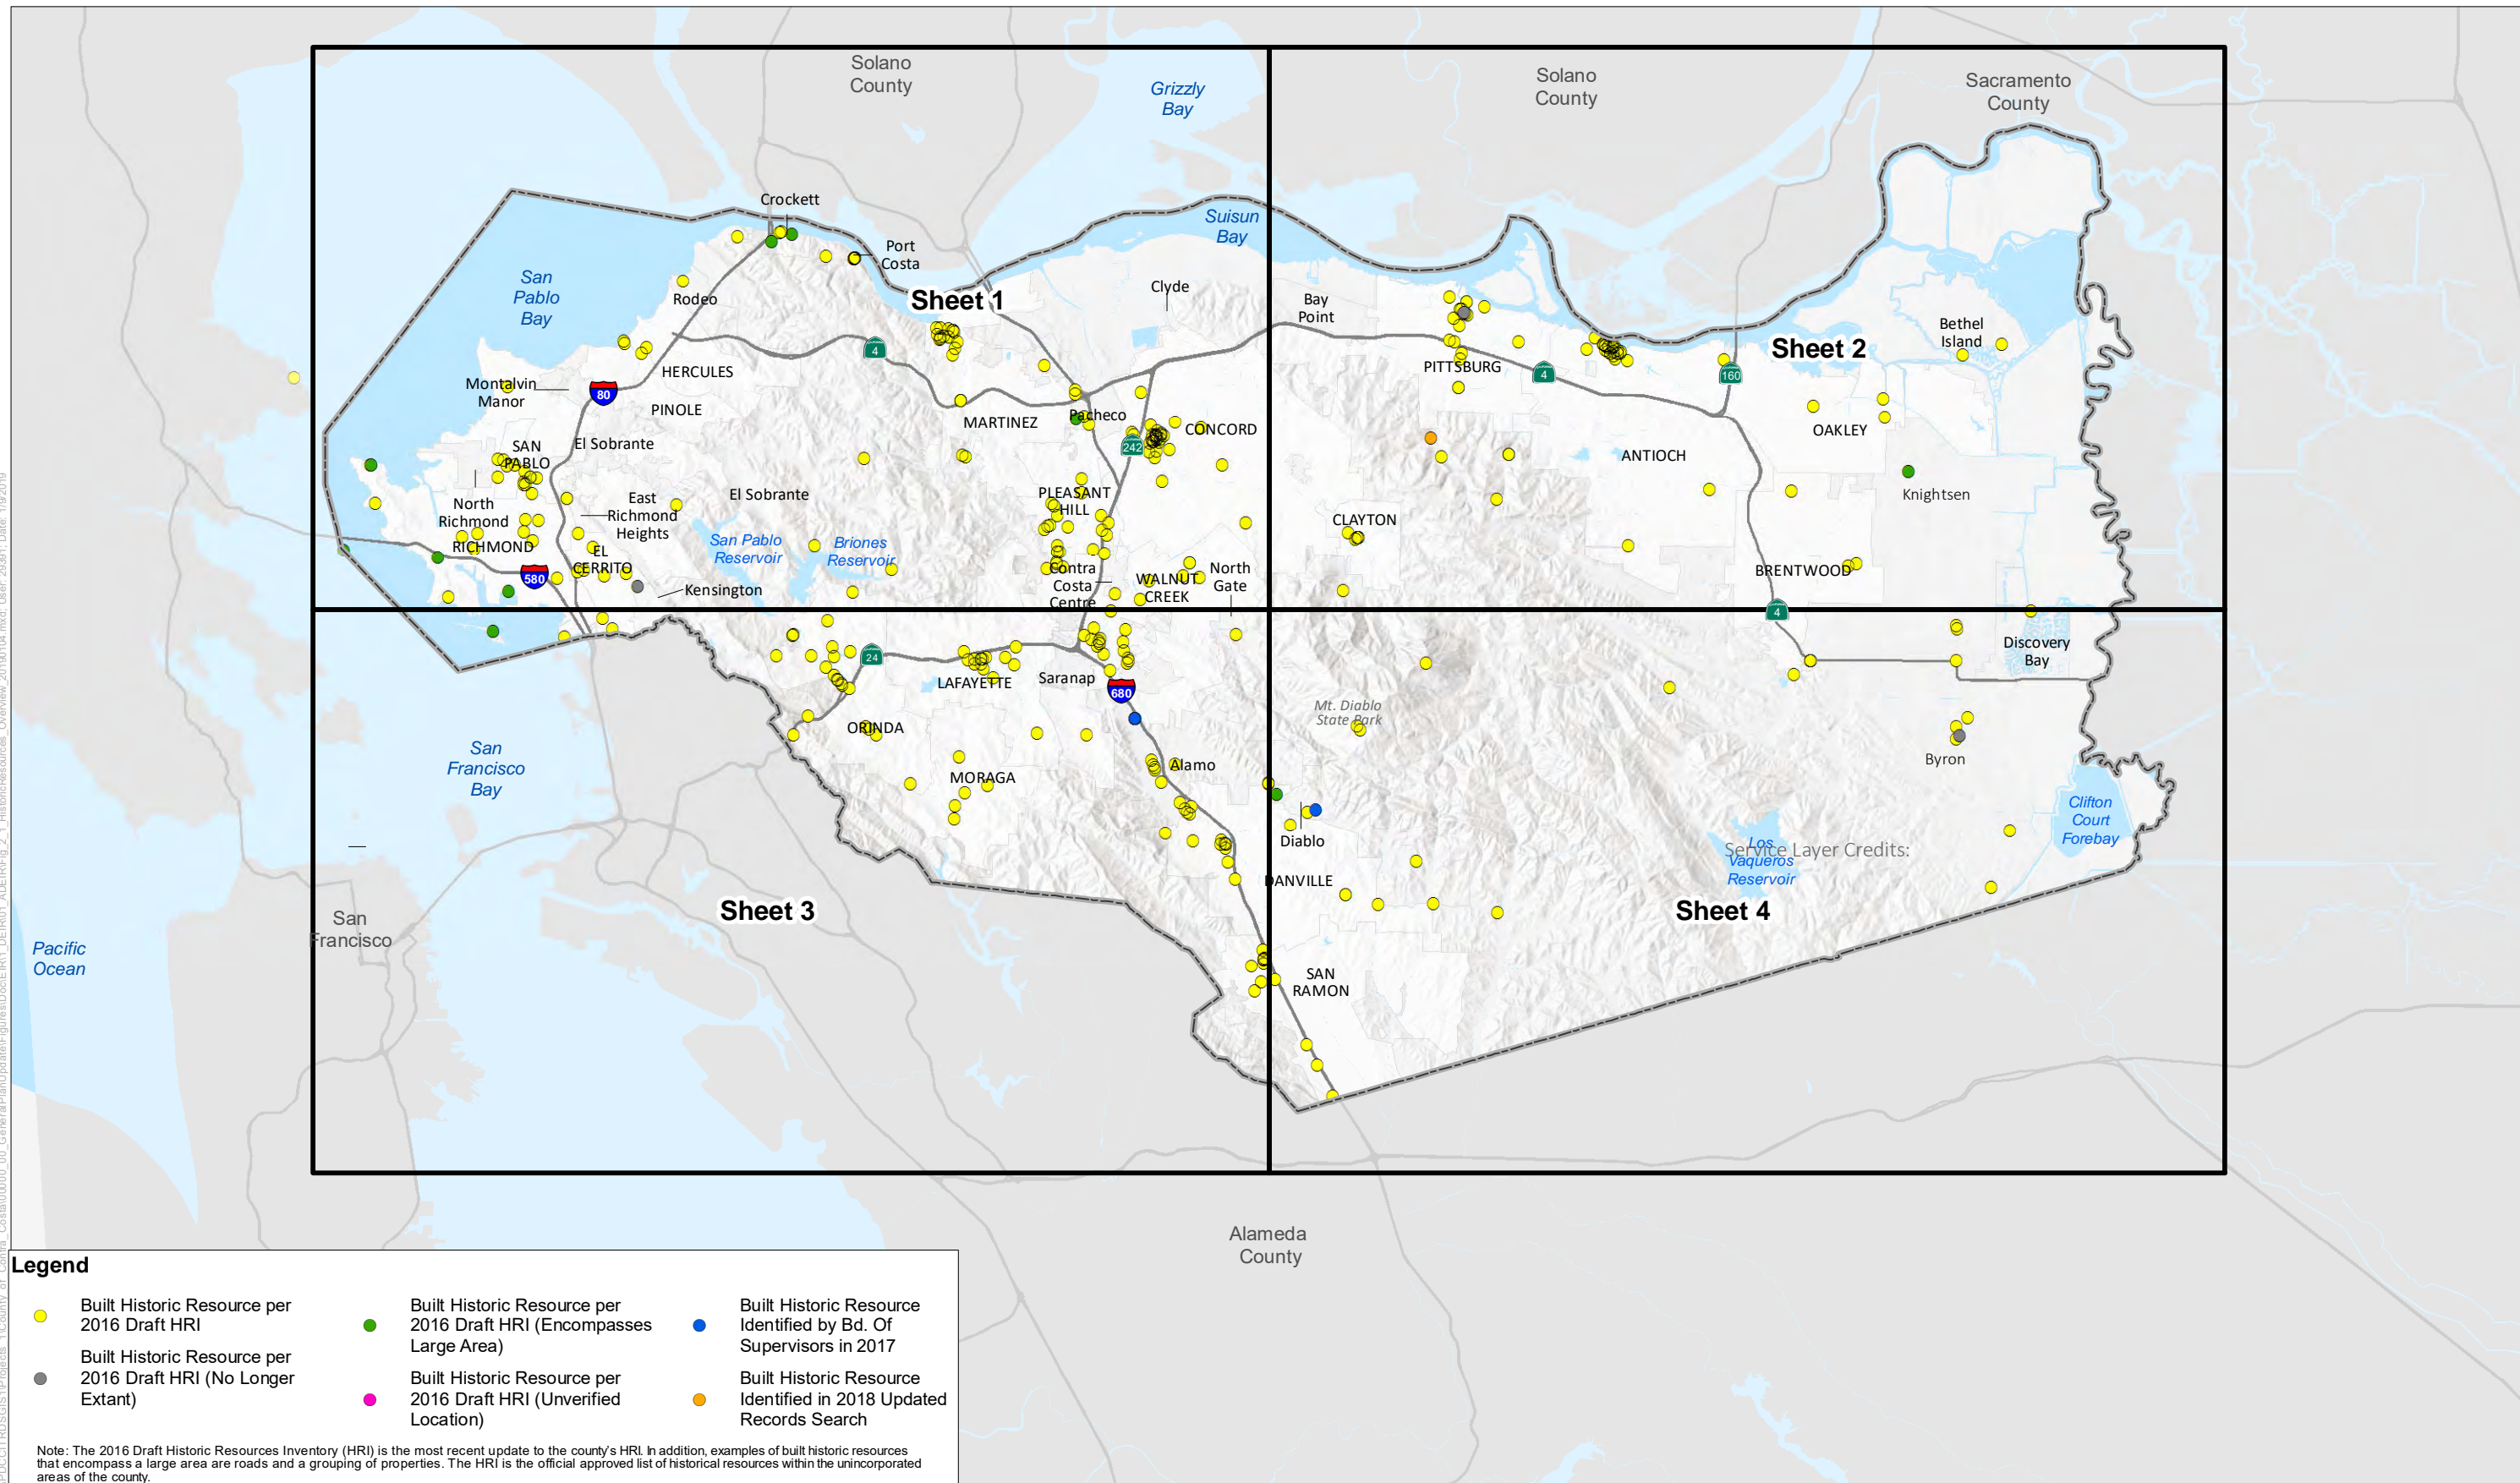 Solano
County
Solano
County
Sacramento
County
Grizzly
Bay
Crockett
Suisun
Bay
Port
Costa
San
Pablo
Bay
Rodeo
Sheet 1
Clyde
Bay
Point
Bethel
Island
Sheet 2
4
HERCULES
PITTSBURG
4
160
Montalvin
Manor
80
PINOLE
MARTINEZ
Pacheco
CONCORD
OAKLEY
SAN
PABLO
El Sobrante
242
ANTIOCH
North
Richmond
East
Richmond
Heights
El Sobrante
PLEASANT
HILL
Knightsen
CLAYTON
RICHMOND
San Pablo
Reservoir
Briones
Reservoir
EL
CERRITO
580
Kensington
Contra
Costa
Centre
WALNUT
CREEK
North
Gate
BRENTWOOD
4
24
Discovery
Bay
LAFAYETTE
Saranap
680
Mt. Diablo
State Park
ORINDA
San
Francisco
Bay
Alamo
Byron
MORAGA
Clifton
Court
Forebay
Diablo
Los
Vaqueros
Reservoir
Service Layer Credits:
DANVILLE
Sheet 3
Sheet 4
San
Francisco
Pacific
Ocean
SAN
RAMON
Alameda
County
Legend
Built Historic Resource per
2016 Draft HRI
Built Historic Resource per
2016 Draft HRI (No Longer
Extant)
Built Historic Resource per
2016 Draft HRI (Encompasses
Large Area)
Built Historic Resource per
2016 Draft HRI (Unverified
Location)
Built Historic Resource
Identified by Bd. Of
Supervisors in 2017
Built Historic Resource
Identified in 2018 Updated
Records Search
Note: The 2016 Draft Historic Resources Inventory (HRI) is the most recent update to the county's HRI. In addition, examples of built historic resources
that encompass a large area are roads and a grouping of properties. The HRI is the official approved list of historical resources within the unincorporated
areas of the county.